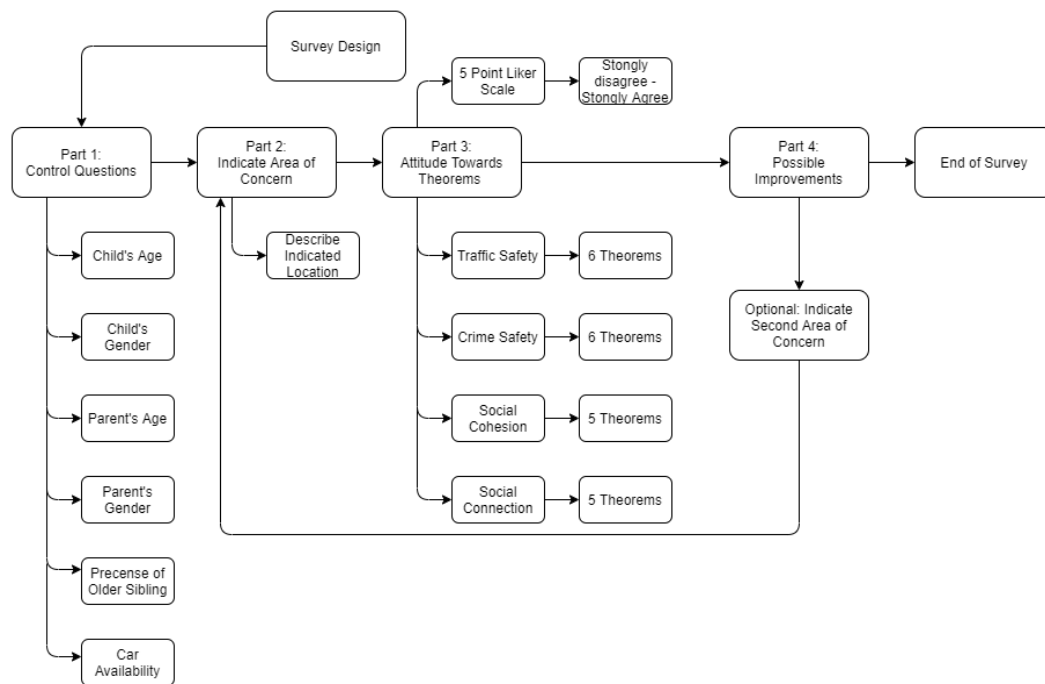 Survey Design
5 Point Liker
Scale
Stongly
disagree -
Stongly Agree
Part 1:
Control Questions
Part 2:
Indicate Area of
Concern
Part 3:
Attitude Towards
Theorems
Part 4:
Possible
Improvements
End of Survey
Child's Age
Describe
Indicated
Location
Traffic Safety
6 Theorems
Child's
Gender
Crime Safety
6 Theorems
Optional: Indicate
Second Area of
Concern
Parent's Age
Social
Cohesion
5 Theorems
Parent's
Gender
Social
Connection
5 Theorems
Precense of
Older Sibling
Car
Availability